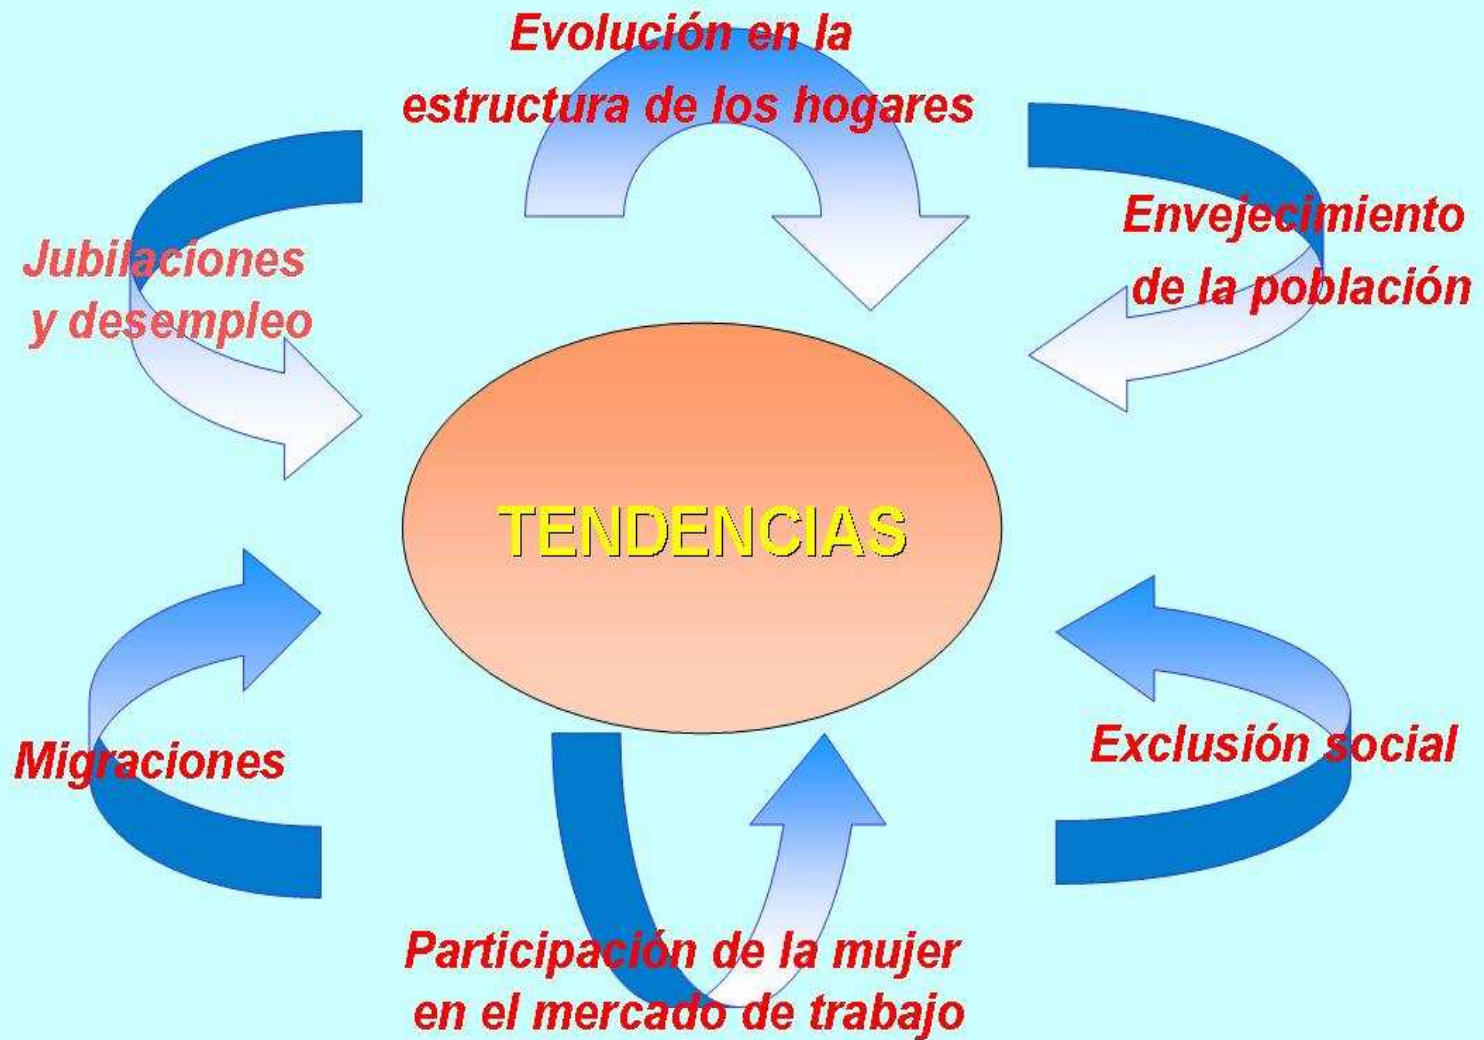 Evolución en la
estructura de los hogares
Envejecimiento
de la población
Jubilaciones
y desempleo
TENDENCIAS
Migraciones
Exclusión social
Participación de la mujer
en el mercado de trabajo